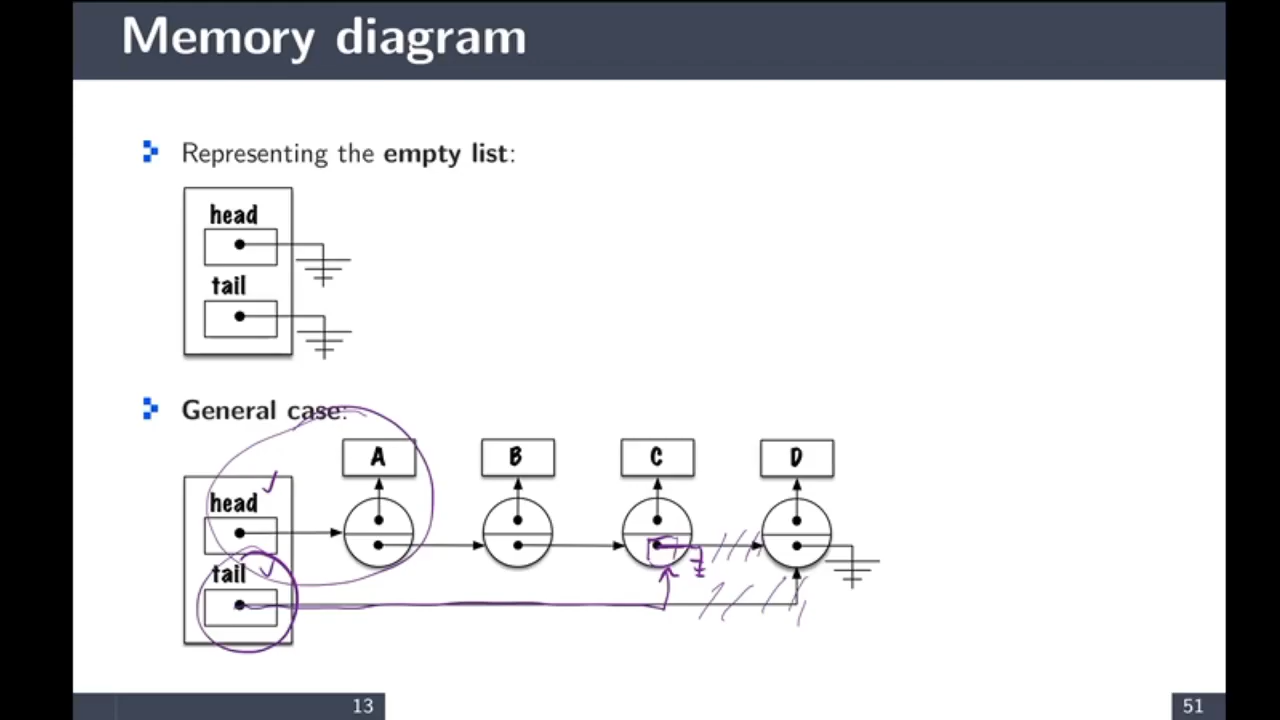 Memory diagram
Representing the empty list:
head
tail
General case:
A B C D
head
tail
13 51